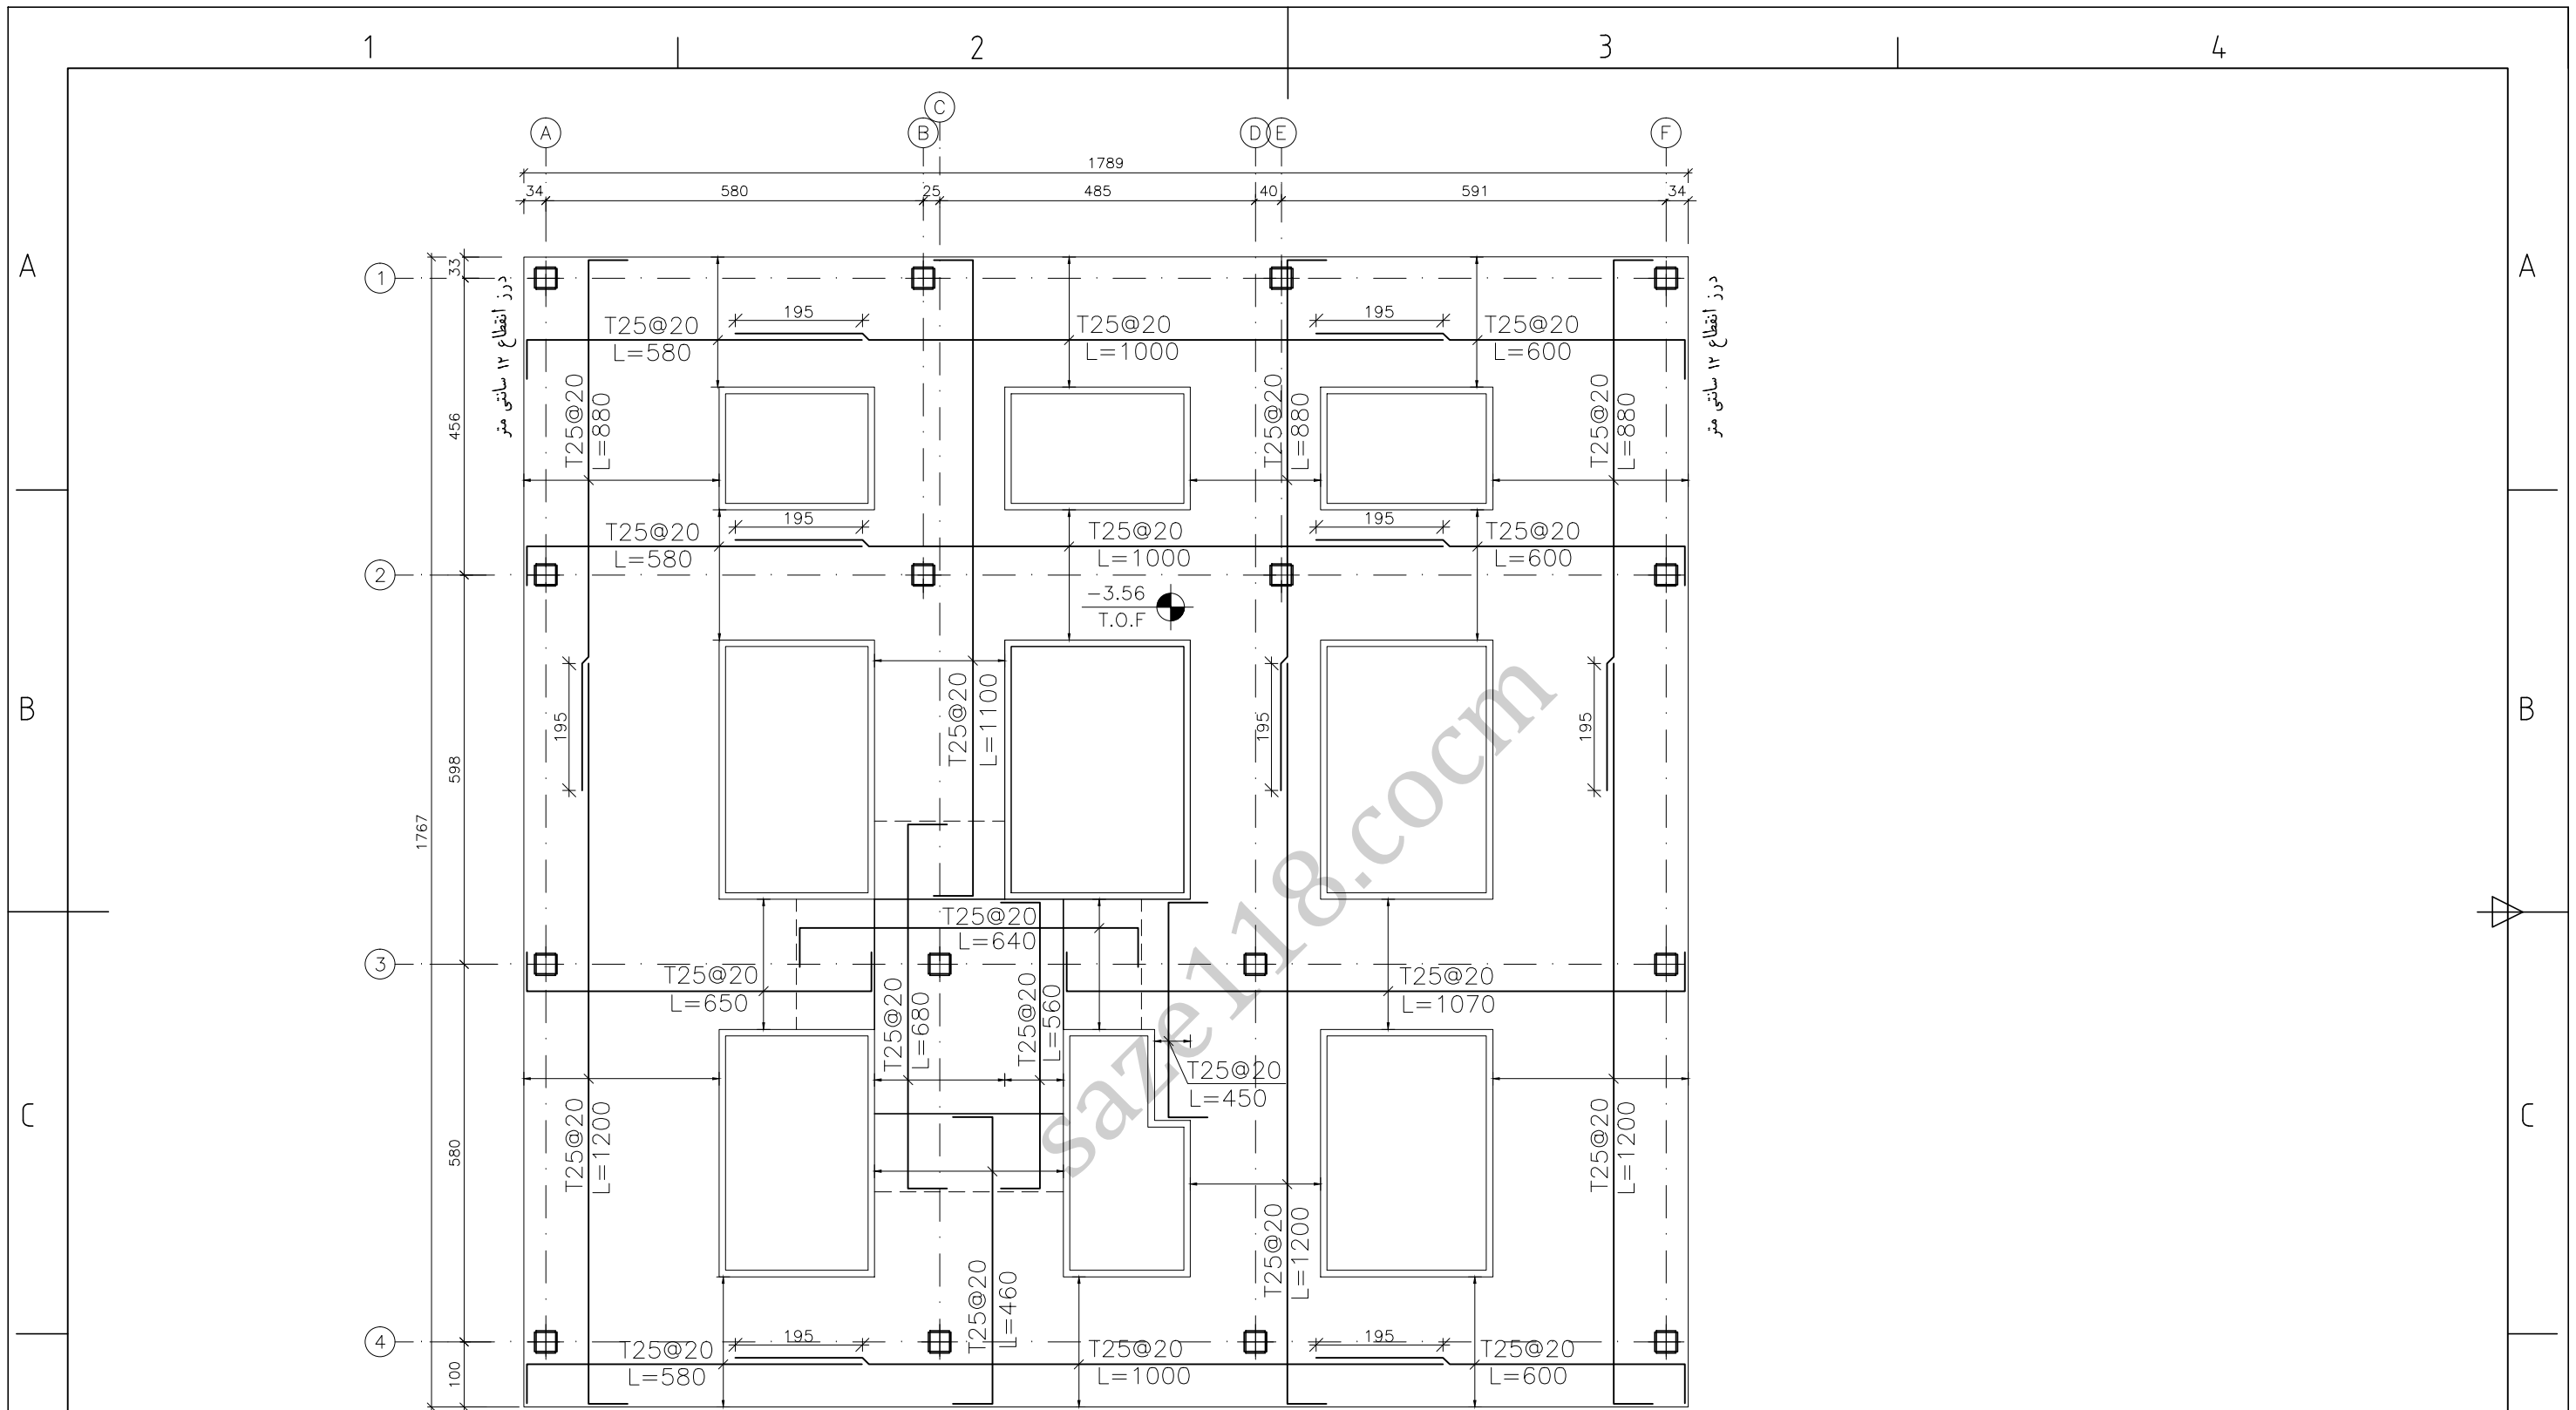 1
2
3
4
A
B
C
D
E
F
1789
34
580
25
485
40
591
34
A
A
1
33
درز انقطاع ۱۲ سانتی متر
درز انقطاع ۱۲ سانتی متر
195
195
T25@20
L=580
T25@20
L=1000
T25@20
L=600
T25@20
L=880
T25@20
L=880
T25@20
L=880
456
195
195
T25@20
L=580
T25@20
L=1000
T25@20
L=600
2
-3.56
T.O.F
B
B
195
T25@20
L=1100
195
195
598
1767
saze118.cocm
T25@20
L=640
3
T25@20
L=650
T25@20
L=680
T25@20
L=560
T25@20
L=1070
T25@20
L=450
C
C
T25@20
L=1200
T25@20
L=1200
580
T25@20
L=1200
T25@20
L=460
4
195
195
T25@20
L=580
T25@20
L=1000
T25@20
L=600
100